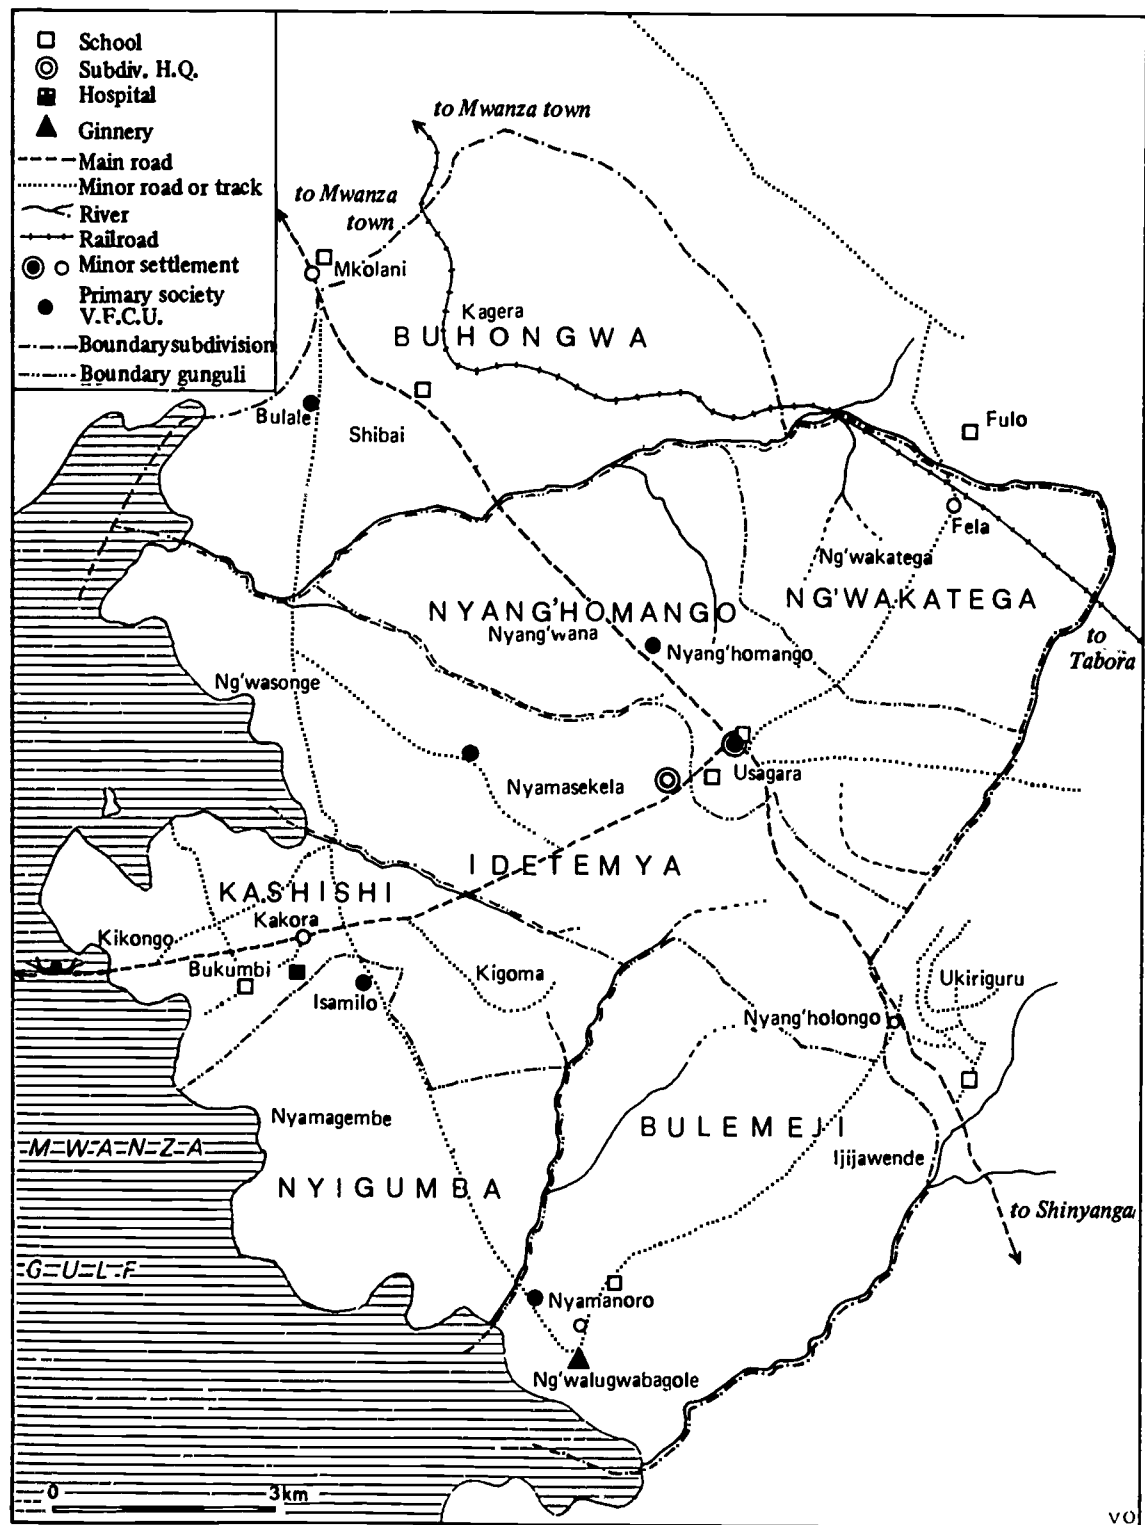 School
Subdiv. H.Q.
Hospital
Ginnery
Main road
Minor road or track
River
Railroad
Minor settlement
Primary society
V.F.C.U.
Boundary subdivision
Boundary gunguli
to Mwanza town
to Mwanza
town
Mkolani
Kagera
BUHONGWA
Bulale
Shibai
Fulo
Fela
Ng'wakatega
NG'WAKATEGA
NYANG'HOMANGO
Nyang'wana
Nyang'homango
to
Tabora
Ng'wasonge
Usagara
Nyamasekela
IDETEMYA
KASHISHI
Kakora
Kikongo
Bukumbi
Isamilo
Kigoma
Ukiriguru
Nyang'holongo
Nyamagembe
BULEMEJI
Ijijawende
MWANZA
NYIGUMBA
to Shinyanga
GULF
Nyamanoro
Ng'walugwabagole
0 3km
VO